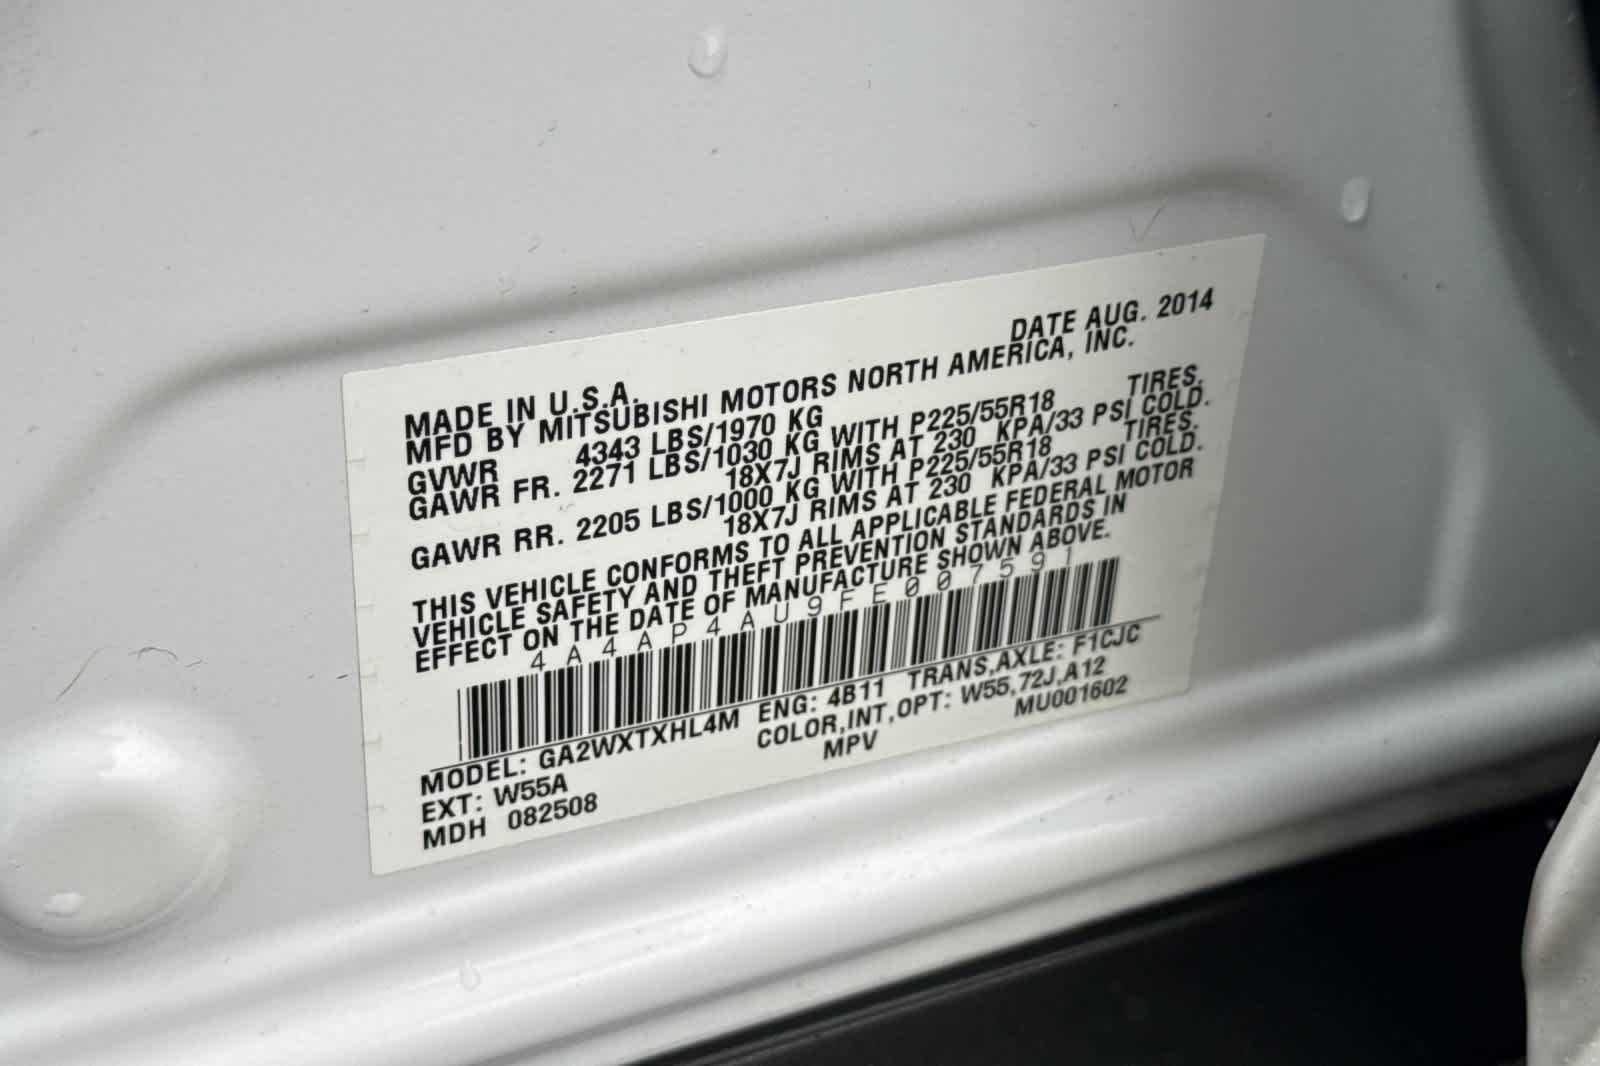 DATE AUG. 2014
MADE IN U.S.A.
MFD BY MITSUBISHI MOTORS NORTH AMERICA, INC.
GVWR 4343 LBS/1970 KG
GAWR FR. 2271 LBS/1030 KG WITH P225/55R18 TIRES.
18X7J RIMS AT 230 KPA/33 PSI COLD.
GAWR RR. 2205 LBS/1000 KG WITH P225/55R18 TIRES.
18X7J RIMS AT 230 KPA/33 PSI COLD.
THIS VEHICLE CONFORMS TO ALL APPLICABLE FEDERAL MOTOR
VEHICLE SAFETY AND THEFT PREVENTION STANDARDS IN
EFFECT ON THE DATE OF MANUFACTURE SHOWN ABOVE.
4A4AP4AU9FE007591
MODEL: GA2WXTXHL4M ENG: 4B11 TRANS,AXLE: F1CJC
EXT: W55A COLOR,INT,OPT: W55,72J,A12
MDH 082508 MPV MU001602